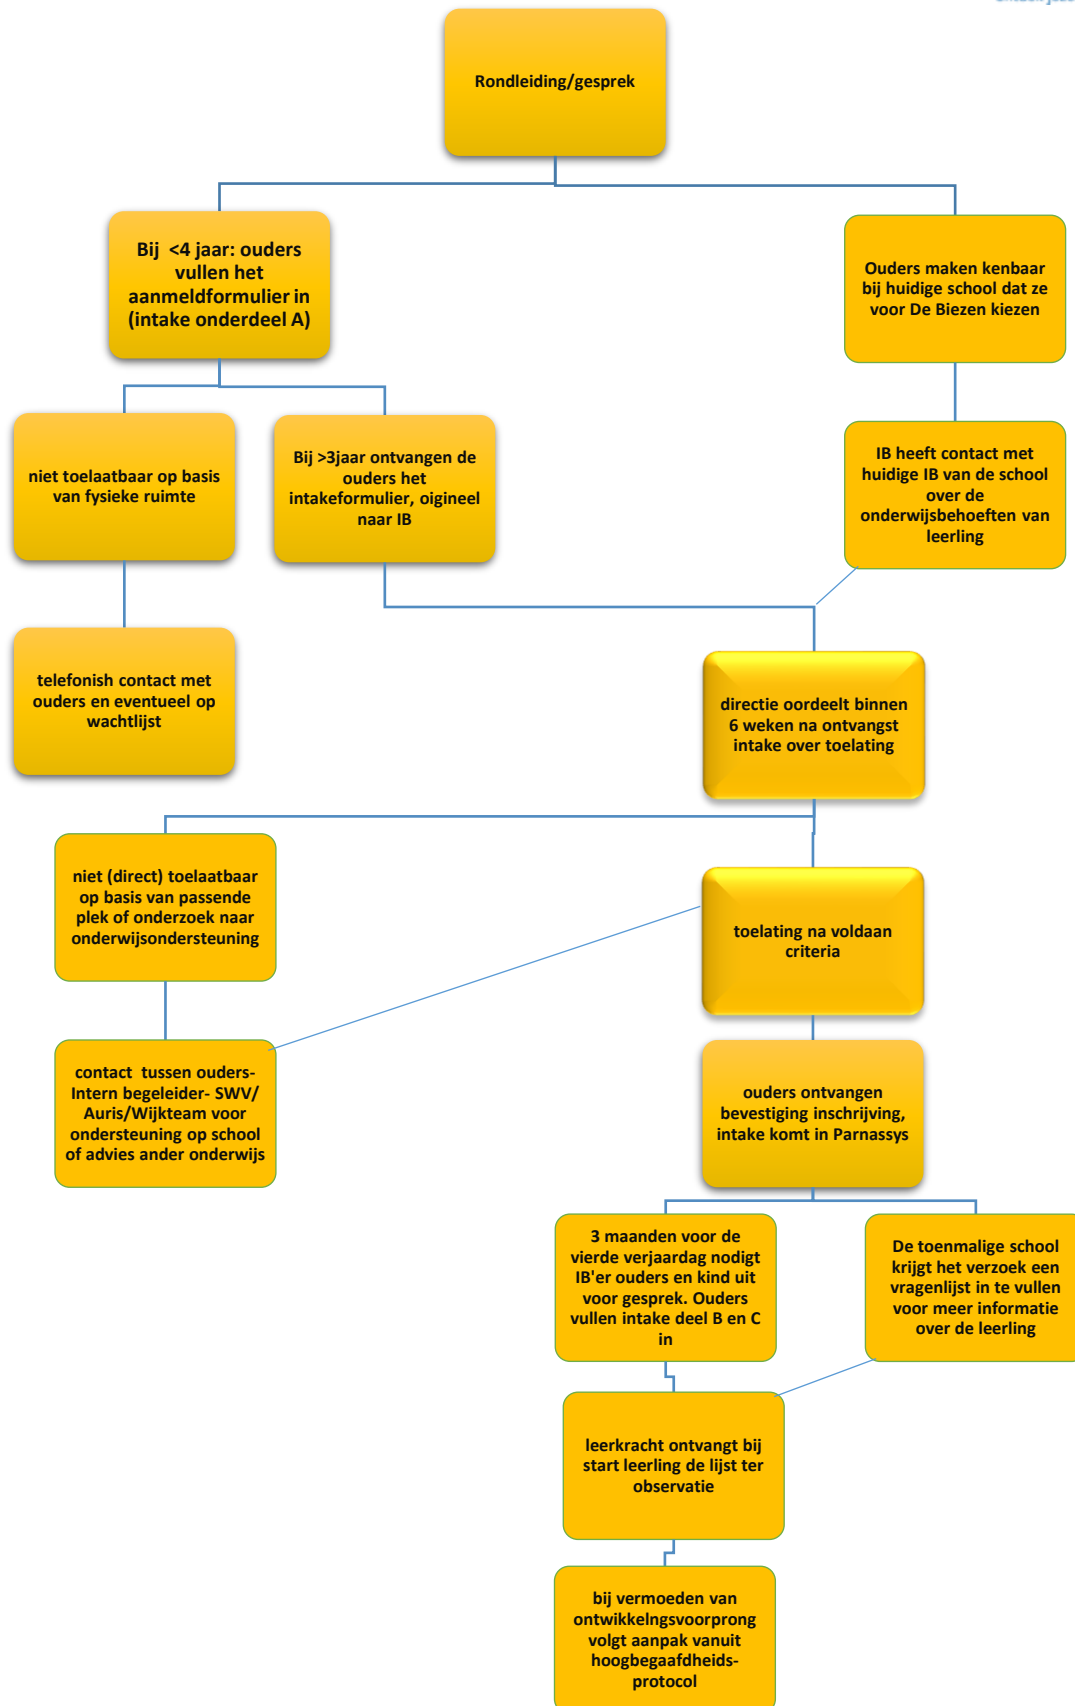 Rondleiding/gesprek
Bij  <4 jaar: ouders
vullen het
aanmeldformulier in
(intake onderdeel A)
Ouders maken kenbaar
bij huidige school dat ze
voor De Biezen kiezen
niet toelaatbaar op basis
van fysieke ruimte
Bij >3jaar ontvangen de
ouders het
intakeformulier, oigineel
naar IB
IB heeft contact met
huidige IB van de school
over de
onderwijsbehoeften van
leerling
telefonish contact met
ouders en eventueel op
wachtlijst
directie oordeelt binnen
6 weken na ontvangst
intake over toelating
niet (direct) toelaatbaar
op basis van passende
plek of onderzoek naar
onderwijsondersteuning
toelating na voldaan
criteria
contact  tussen ouders-
Intern begeleider- SWV/
Auris/Wijkteam voor
ondersteuning op school
of advies ander onderwijs
ouders ontvangen
bevestiging inschrijving,
intake komt in Parnassys
3 maanden voor de
vierde verjaardag nodigt
IB'er ouders en kind uit
voor gesprek. Ouders
vullen intake deel B en C
in
De toenmalige school
krijgt het verzoek een
vragenlijst in te vullen
voor meer informatie
over de leerling
leerkracht ontvangt bij
start leerling de lijst ter
observatie
bij vermoeden van
ontwikkelngsvoorprong
volgt aanpak vanuit
hoogbegaafdheids-
protocol